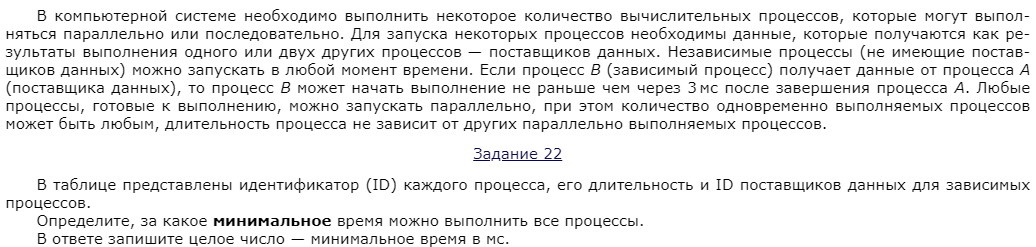 В компьютерной системе необходимо выполнить некоторое количество вычислительных процессов, которые могут выпол-
няться параллельно или последовательно. Для запуска некоторых процессов необходимы данные, которые получаются как ре-
зультаты выполнения одного или двух других процессов — поставщиков данных. Независимые процессы (не имеющие постав-
щиков данных) можно запускать в любой момент времени. Если процесс B (зависимый процесс) получает данные от процесса A
(поставщика данных), то процесс B может начать выполнение не раньше чем через 3 мс после завершения процесса A. Любые
процессы, готовые к выполнению, можно запускать параллельно, при этом количество одновременно выполняемых процессов
может быть любым, длительность процесса не зависит от других параллельно выполняемых процессов.
Задание 22
В таблице представлены идентификатор (ID) каждого процесса, его длительность и ID поставщиков данных для зависимых
процессов.
Определите, за какое минимальное время можно выполнить все процессы.
В ответе запишите целое число — минимальное время в мс.